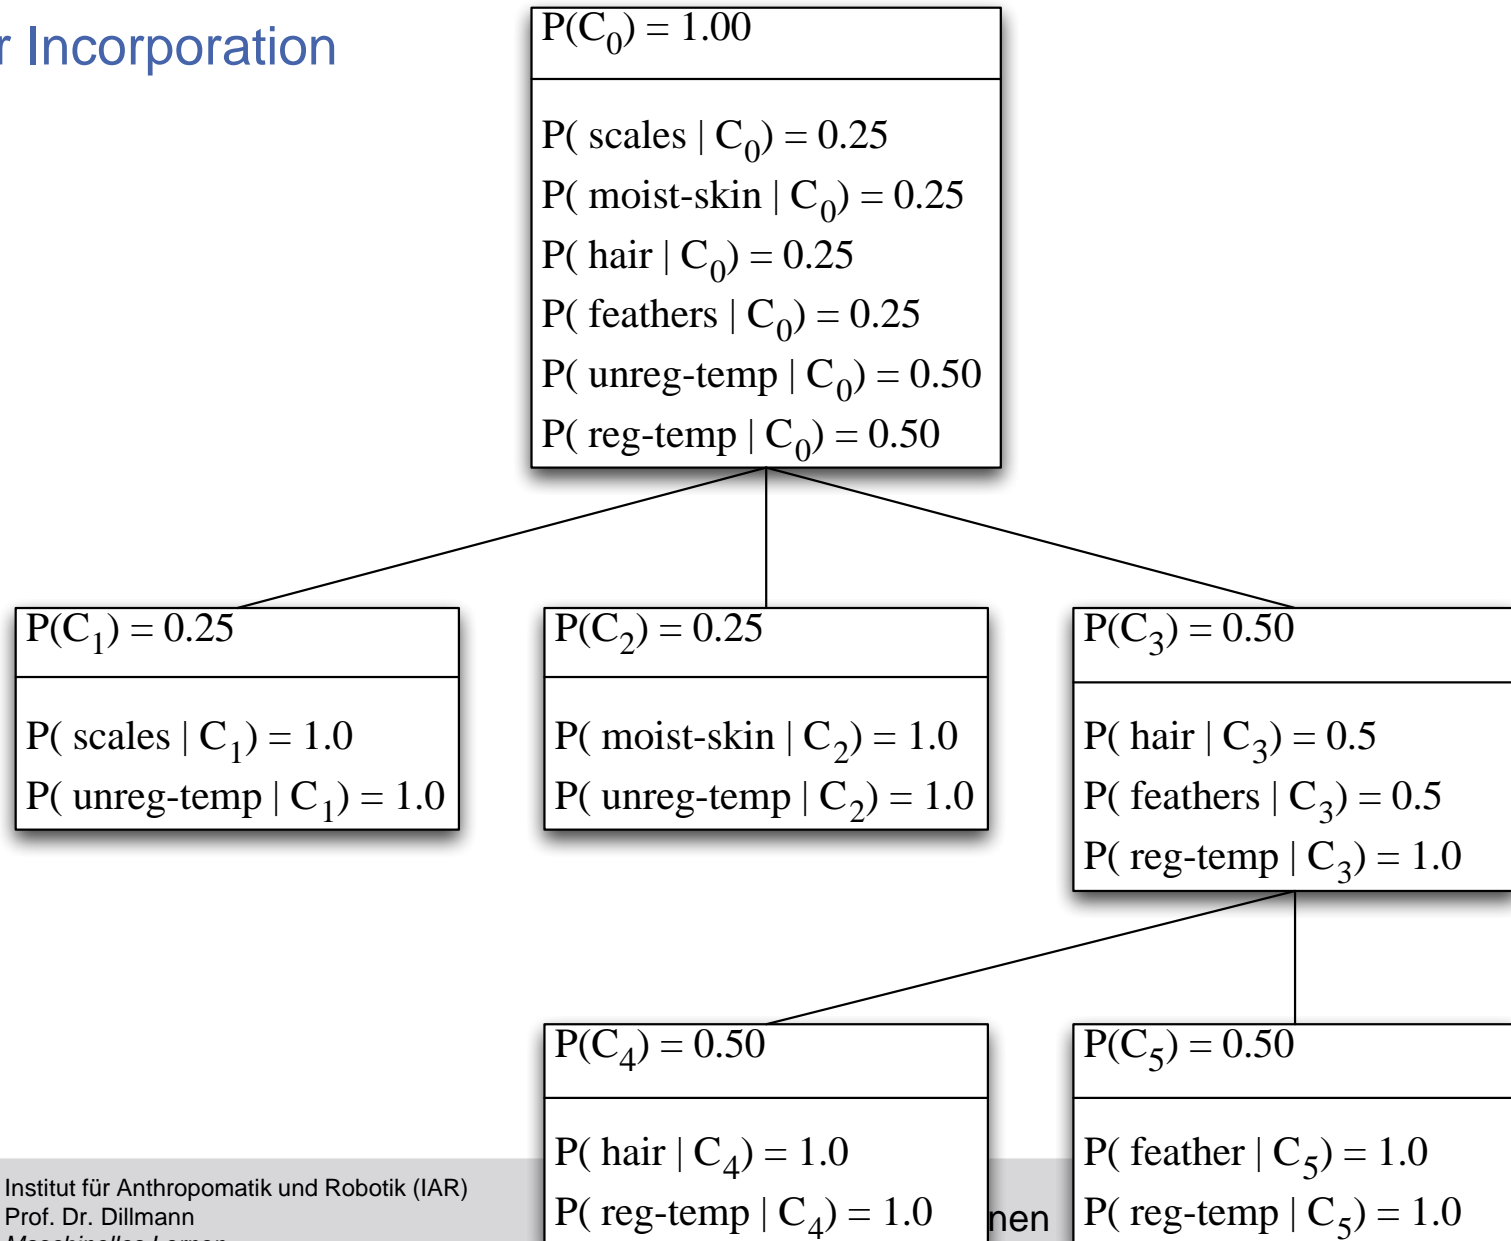 r Incorporation
P(C₀) = 1.00
P( scales | C₀) = 0.25
P( moist-skin | C₀) = 0.25
P( hair | C₀) = 0.25
P( feathers | C₀) = 0.25
P( unreg-temp | C₀) = 0.50
P( reg-temp | C₀) = 0.50
P(C₁) = 0.25
P( scales | C₁) = 1.0
P( unreg-temp | C₁) = 1.0
P(C₂) = 0.25
P( moist-skin | C₂) = 1.0
P( unreg-temp | C₂) = 1.0
P(C₃) = 0.50
P( hair | C₃) = 0.5
P( feathers | C₃) = 0.5
P( reg-temp | C₃) = 1.0
P(C₄) = 0.50
P( hair | C₄) = 1.0
P( reg-temp | C₄) = 1.0
P(C₅) = 0.50
P( feather | C₅) = 1.0
P( reg-temp | C₅) = 1.0
Institut für Anthropomatik und Robotik (IAR)
Prof. Dr. Dillmann
Maschinelles Lernen
nen